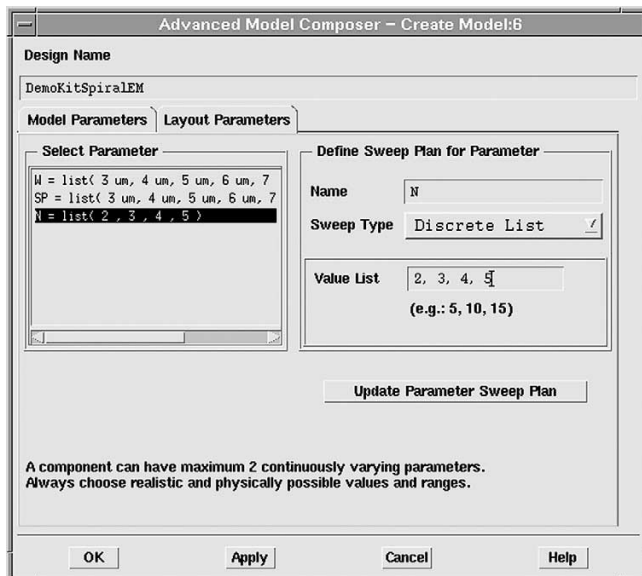 Advanced Model Composer – Create Model:6
Design Name
DemoKitSpiralEM
Model Parameters
Layout Parameters
Select Parameter
W = list( 3 um, 4 um, 5 um, 6 um, 7
SP = list( 3 um, 4 um, 5 um, 6 um, 7
N = list( 2 , 3 , 4 , 5 )
Define Sweep Plan for Parameter
Name
N
Sweep Type
Discrete List
Value List
2, 3, 4, 5
(e.g.: 5, 10, 15)
Update Parameter Sweep Plan
A component can have maximum 2 continuously varying parameters.
Always choose realistic and physically possible values and ranges.
OK
Apply
Cancel
Help